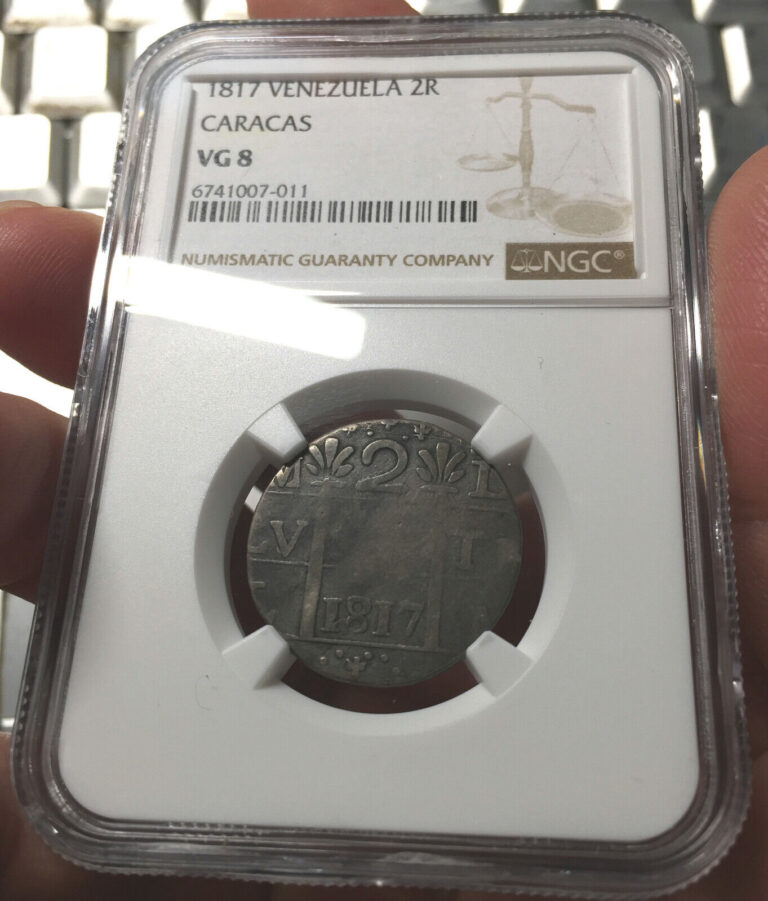 1817 VENEZUELA 2R
CARACAS
VG 8
6741007-011
NUMISMATIC GUARANTY COMPANY NGC®
M 2 L
V T
1817